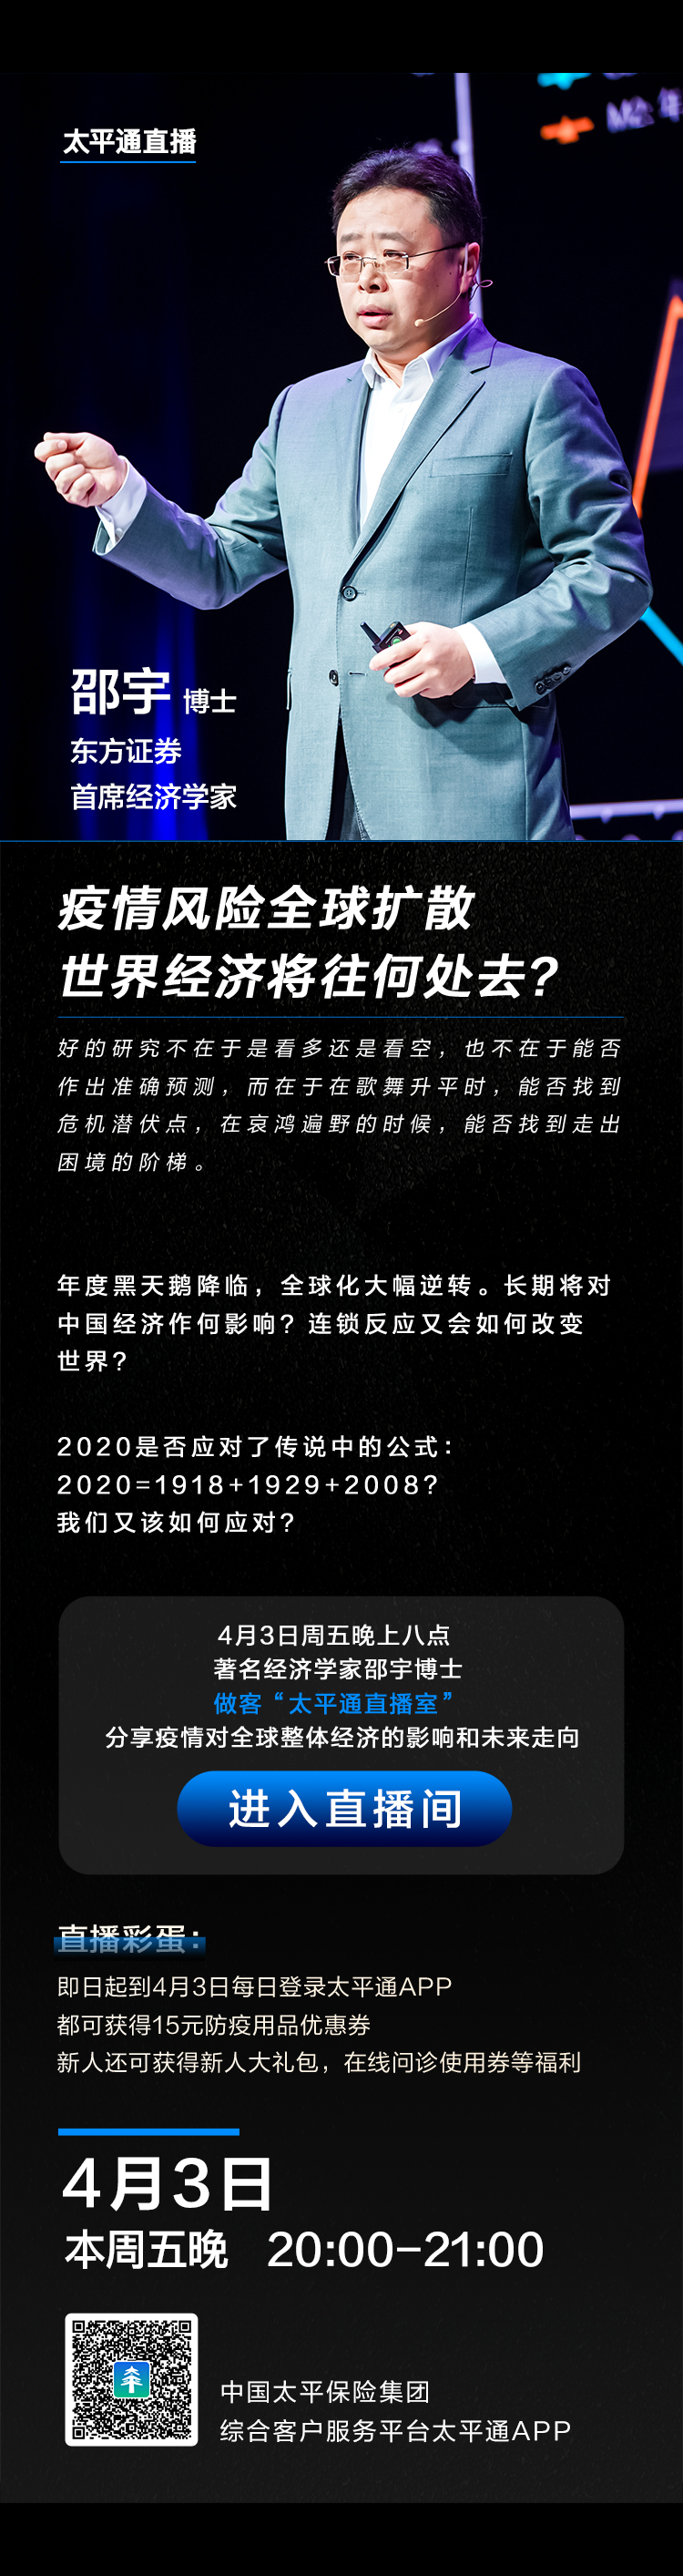 太平通直播
M2 年
邵宇 博士
东方证券
首席经济学家
疫情风险全球扩散
世界经济将往何处去？
好的研究不在于是看多还是看空，也不在于能否
作出准确预测，而在于在歌舞升平时，能否找到
危机潜伏点，在哀鸿遍野的时候，能否找到走出
困境的阶梯。
年度黑天鹅降临，全球化大幅逆转。长期将对
中国经济作何影响？连锁反应又会如何改变
世界？
2020是否应对了传说中的公式：
2020=1918+1929+2008?
我们又该如何应对？
4月3日周五晚上八点
著名经济学家邵宇博士
做客“太平通直播室”
分享疫情对全球整体经济的影响和未来走向
进入直播间
直播彩蛋：
即日起到4月3日每日登录太平通APP
都可获得15元防疫用品优惠券
新人还可获得新人大礼包，在线问诊使用券等福利
4月3日
本周五晚 20:00-21:00
中国太平保险集团
综合客户服务平台太平通APP